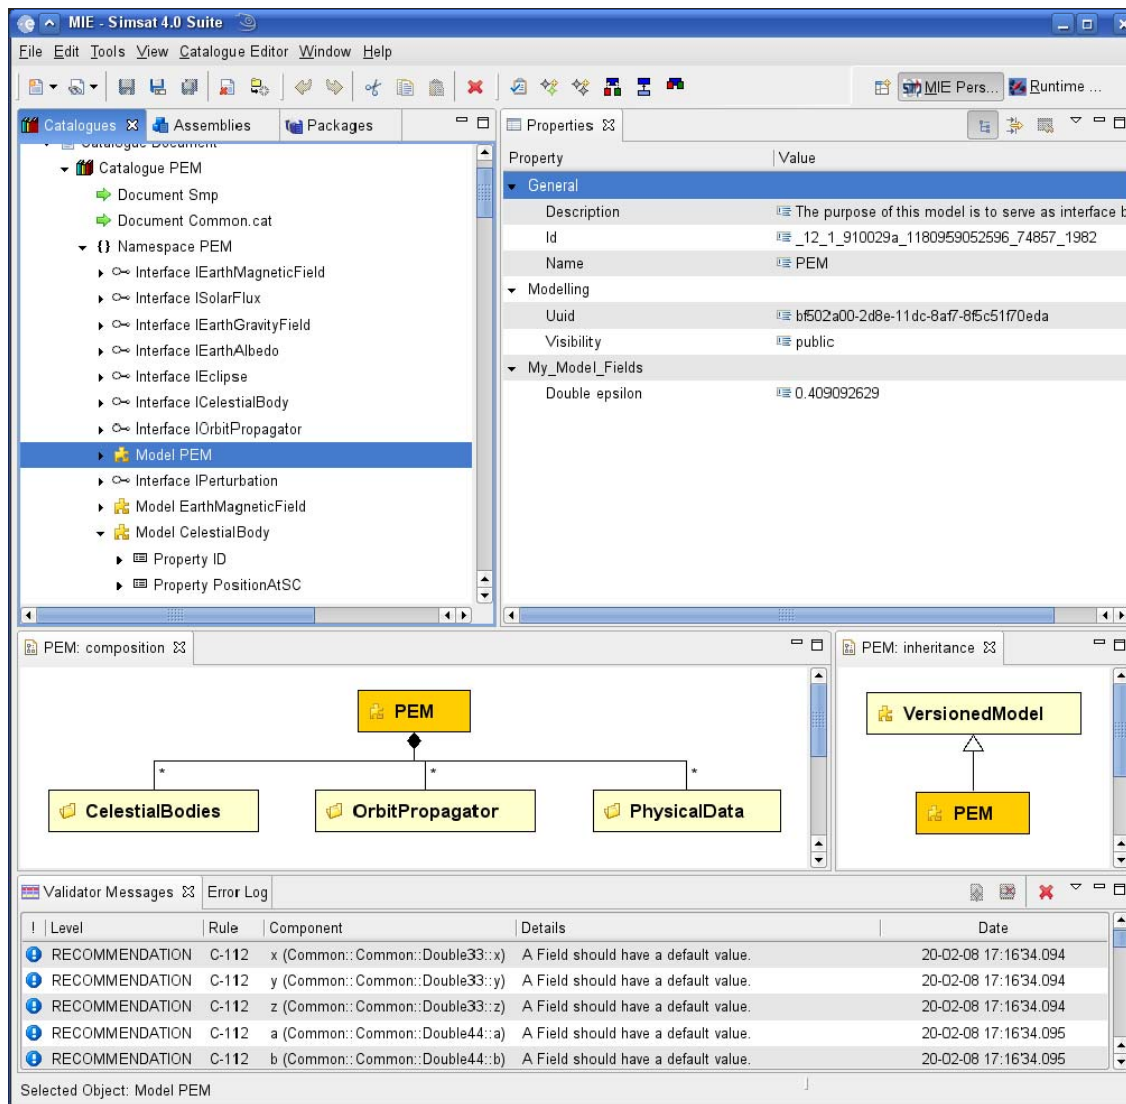 MIE - Simsat 4.0 Suite
File Edit Tools View Catalogue Editor Window Help
MIE Pers... Runtime ...
Catalogues Assemblies Packages
Catalogue Document
Catalogue PEM
Document Smp
Document Common.cat
{} Namespace PEM
Interface IEarthMagneticField
Interface ISolarFlux
Interface IEarthGravityField
Interface IEarthAlbedo
Interface IEclipse
Interface ICelestialBody
Interface IOrbitPropagator
Model PEM
Interface IPerturbation
Model EarthMagneticField
Model CelestialBody
Property ID
Property PositionAtSC
Properties
Property Value
General
Description The purpose of this model is to serve as interface b
Id _12_1_910029a_1180959052596_74857_1982
Name PEM
Modelling
Uuid bf502a00-2d8e-11dc-8af7-8f5c51f70eda
Visibility public
My_Model_Fields
Double epsilon 0.409092629
PEM: composition
PEM
* * *
CelestialBodies OrbitPropagator PhysicalData
PEM: inheritance
VersionedModel
PEM
Validator Messages Error Log
! Level Rule Component Details Date
RECOMMENDATION C-112 x (Common::Common::Double33::x) A Field should have a default value. 20-02-08 17:16'34.094
RECOMMENDATION C-112 y (Common::Common::Double33::y) A Field should have a default value. 20-02-08 17:16'34.094
RECOMMENDATION C-112 z (Common::Common::Double33::z) A Field should have a default value. 20-02-08 17:16'34.094
RECOMMENDATION C-112 a (Common::Common::Double44::a) A Field should have a default value. 20-02-08 17:16'34.095
RECOMMENDATION C-112 b (Common::Common::Double44::b) A Field should have a default value. 20-02-08 17:16'34.095
Selected Object: Model PEM